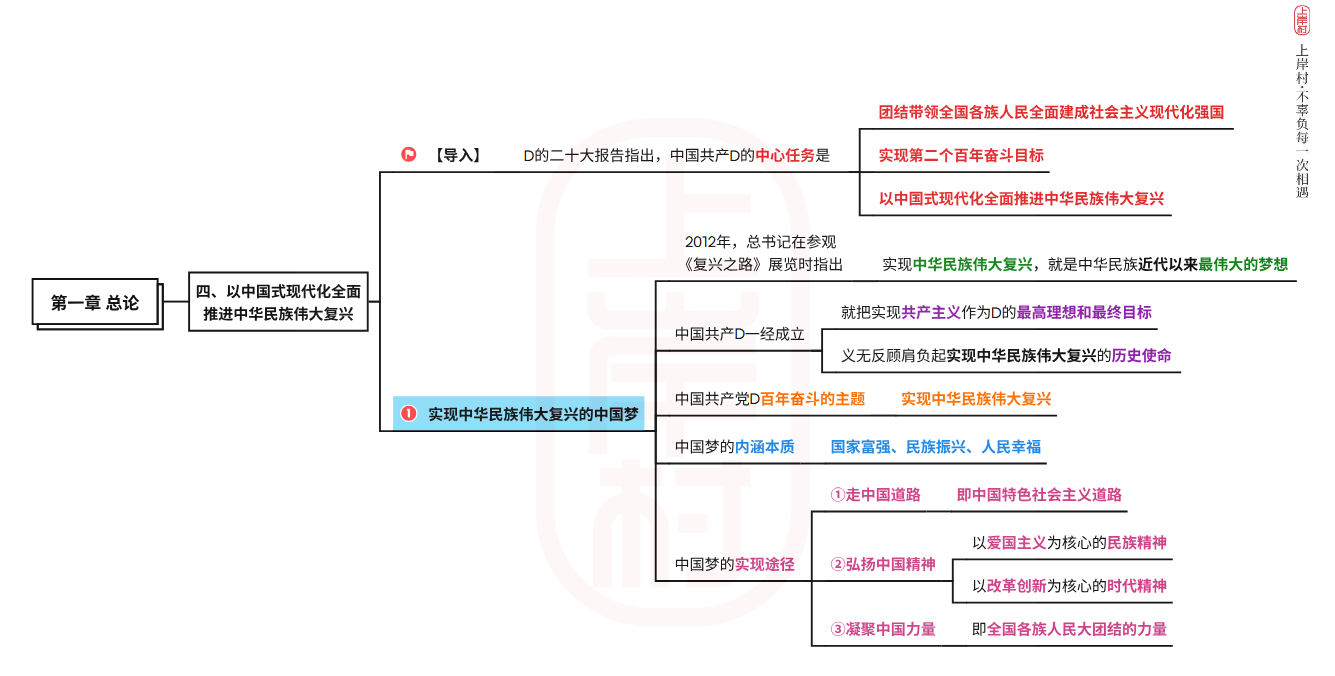 上岸村
上岸村·不辜负每一次相遇
第一章 总论
四、以中国式现代化全面
推进中华民族伟大复兴
【导入】
D的二十大报告指出，中国共产D的中心任务是
团结带领全国各族人民全面建成社会主义现代化强国
实现第二个百年奋斗目标
以中国式现代化全面推进中华民族伟大复兴
1 实现中华民族伟大复兴的中国梦
2012年，总书记在参观
《复兴之路》展览时指出
实现中华民族伟大复兴，就是中华民族近代以来最伟大的梦想
中国共产D一经成立
就把实现共产主义作为D的最高理想和最终目标
义无反顾肩负起实现中华民族伟大复兴的历史使命
中国共产党D百年奋斗的主题
实现中华民族伟大复兴
中国梦的内涵本质
国家富强、民族振兴、人民幸福
中国梦的实现途径
①走中国道路
即中国特色社会主义道路
②弘扬中国精神
以爱国主义为核心的民族精神
以改革创新为核心的时代精神
③凝聚中国力量
即全国各族人民大团结的力量
上岸村